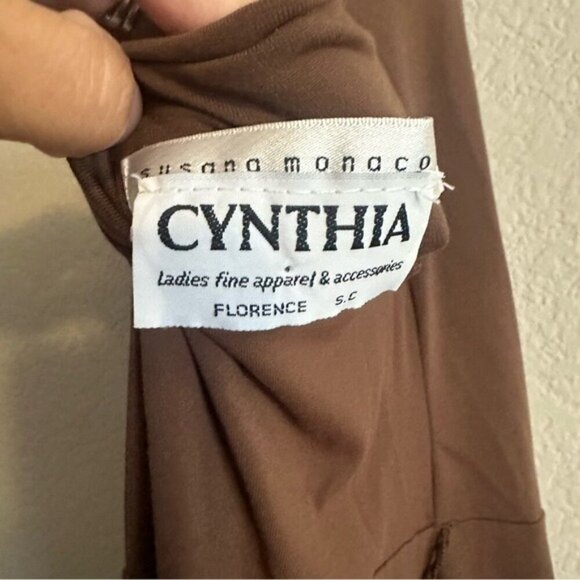 susana monaco
CYNTHIA
Ladies fine apparel & accessories
FLORENCE S.C